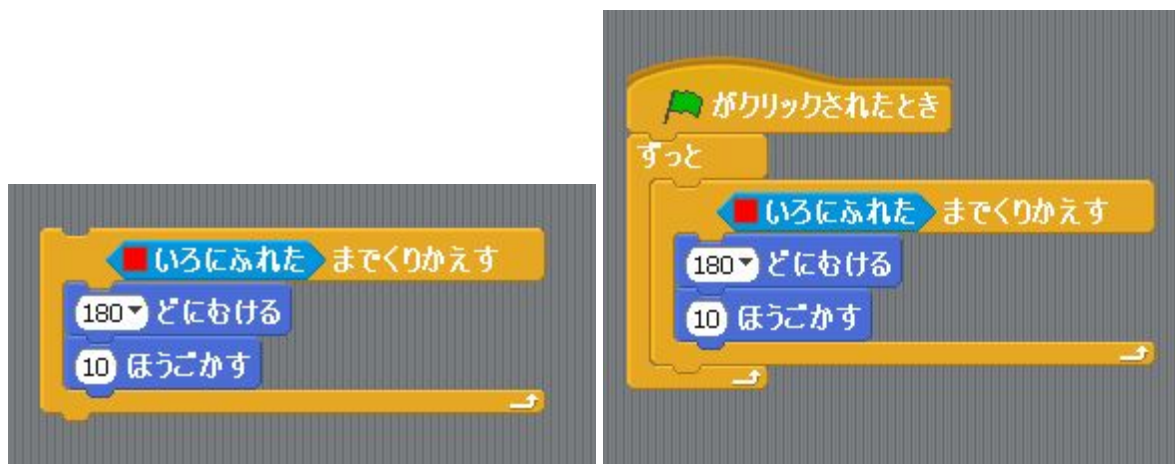 いろにふれた までくりかえす
180 どにむける
10 ほうごかす
がクリックされたとき
ずっと
いろにふれた までくりかえす
180 どにむける
10 ほうごかす